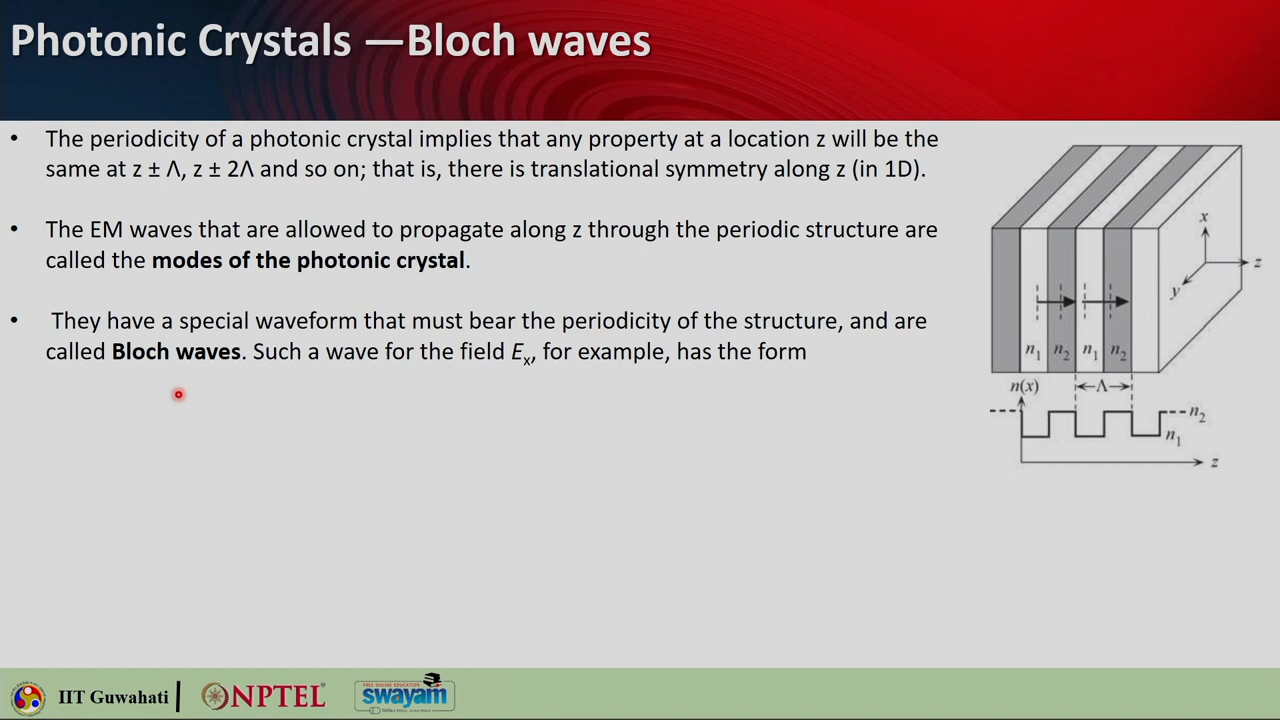 Photonic Crystals —Bloch waves
• The periodicity of a photonic crystal implies that any property at a location z will be the
same at z ± Λ, z ± 2Λ and so on; that is, there is translational symmetry along z (in 1D).
• The EM waves that are allowed to propagate along z through the periodic structure are
called the modes of the photonic crystal.
• They have a special waveform that must bear the periodicity of the structure, and are
called Bloch waves. Such a wave for the field Ex, for example, has the form
x
z
y
n1 n2 n1 n2
n(x)
Λ
n2
n1
z
IIT Guwahati
NPTEL
FREE ONLINE EDUCATION
swayam